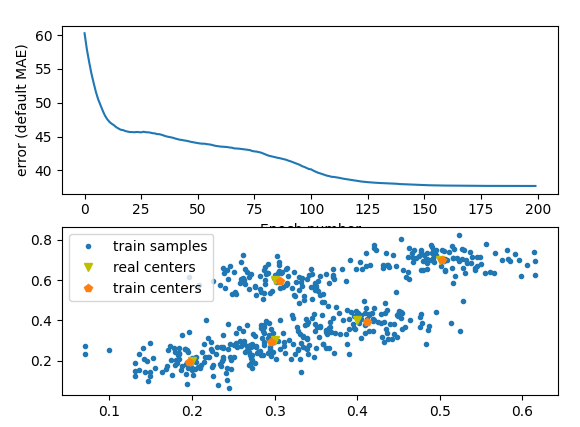 error (default MAE)
60
55
50
45
40
0 25 50 75 100 125 150 175 200
Epoch number
train samples
real centers
train centers
0.8
0.6
0.4
0.2
0.1 0.2 0.3 0.4 0.5 0.6